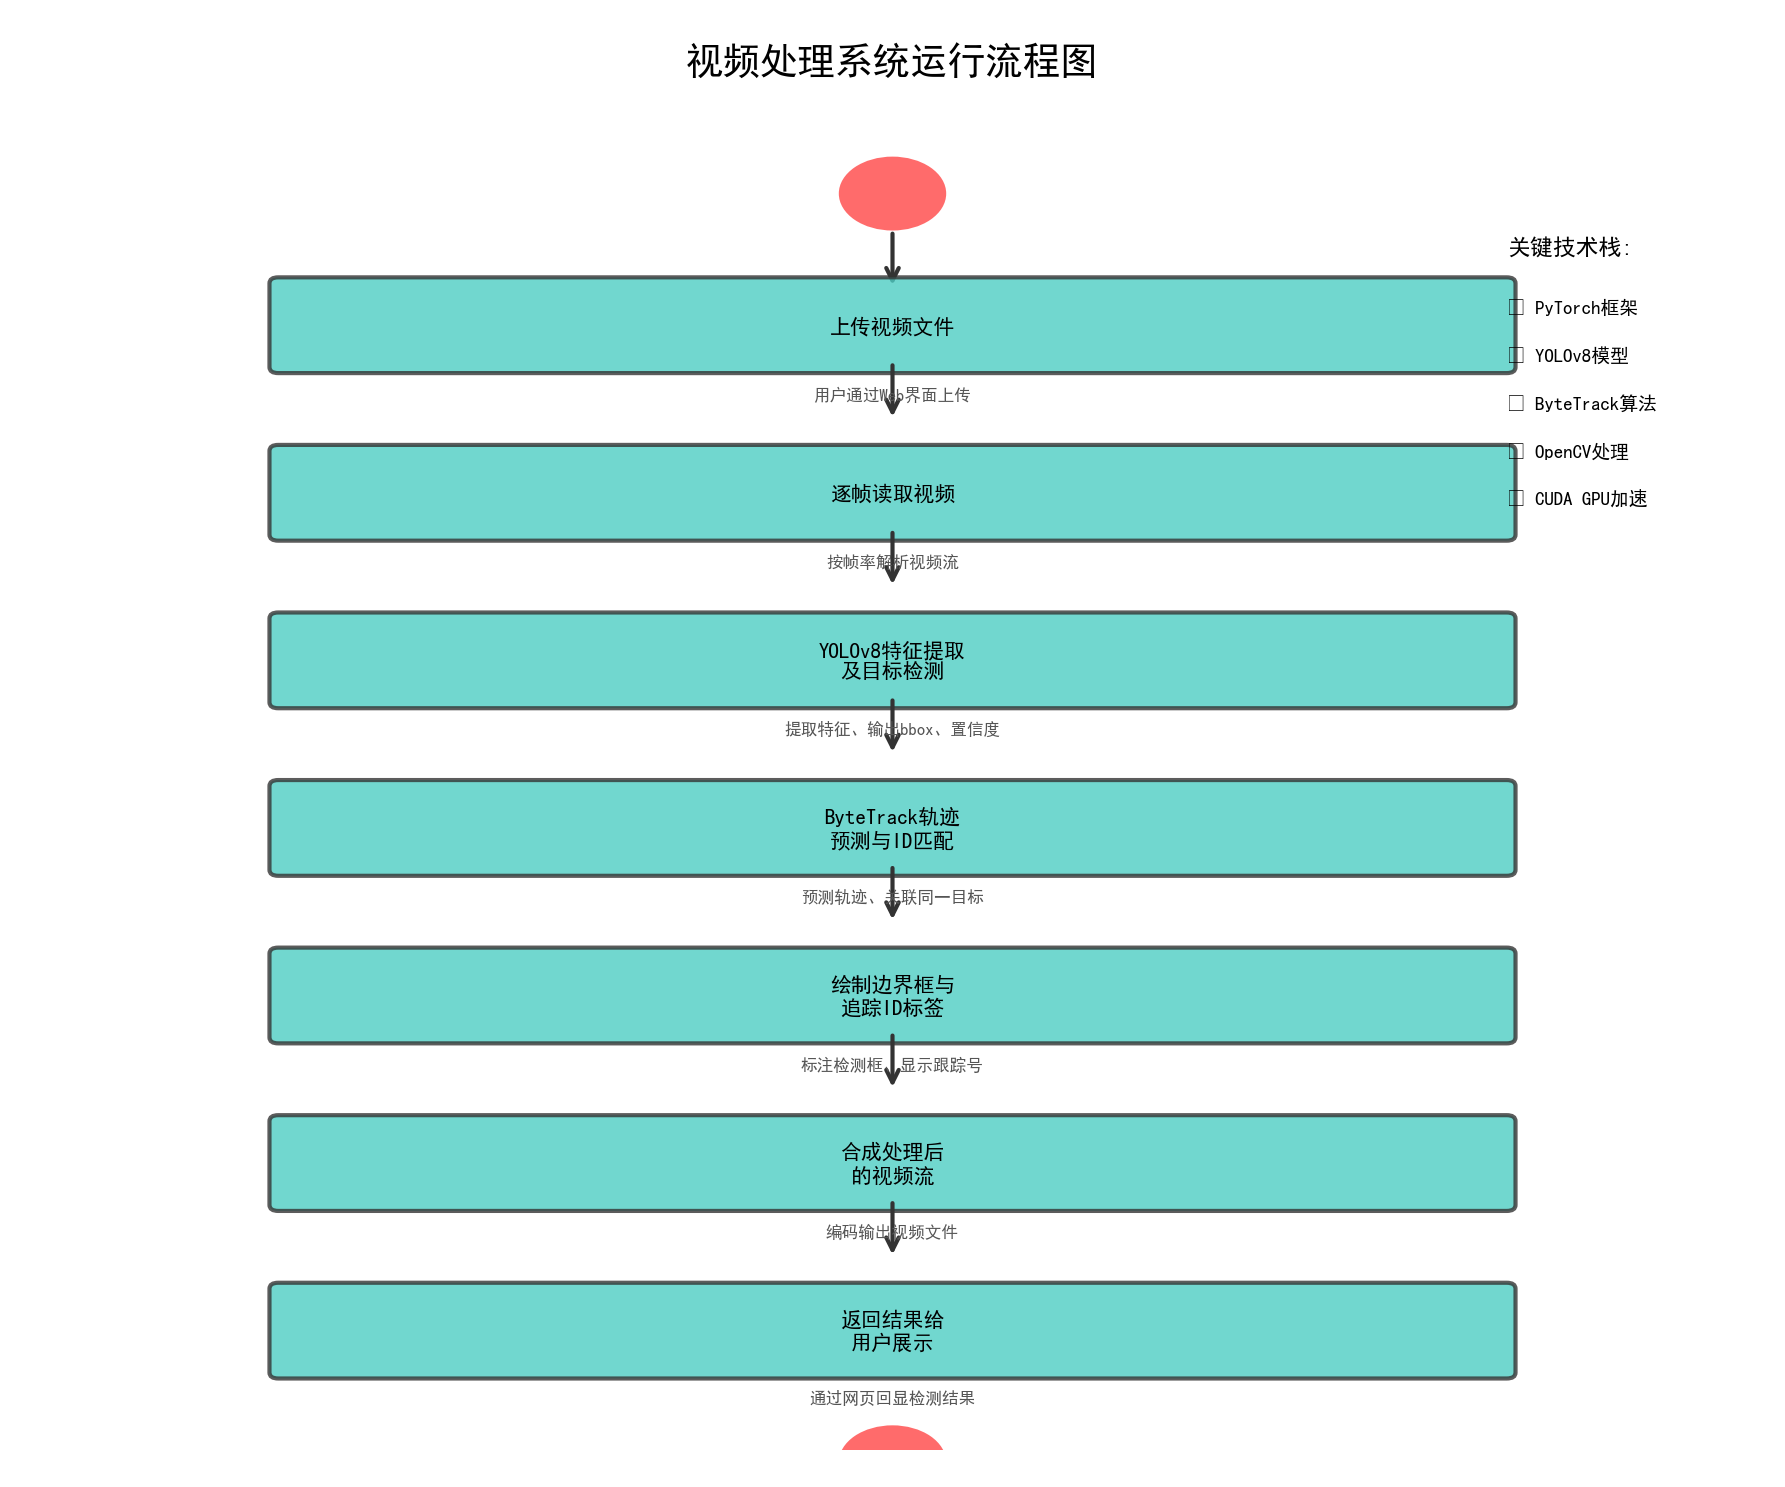 视频处理系统运行流程图
关键技术栈:
□ PyTorch框架
□ YOLOv8模型
□ ByteTrack算法
□ OpenCV处理
□ CUDA GPU加速
上传视频文件
用户通过Web界面上传
逐帧读取视频
按帧率解析视频流
YOLOv8特征提取
及目标检测
提取特征、输出bbox、置信度
ByteTrack轨迹
预测与ID匹配
预测轨迹、关联同一目标
绘制边界框与
追踪ID标签
标注检测框、显示跟踪号
合成处理后
的视频流
编码输出视频文件
返回结果给
用户展示
通过网页回显检测结果